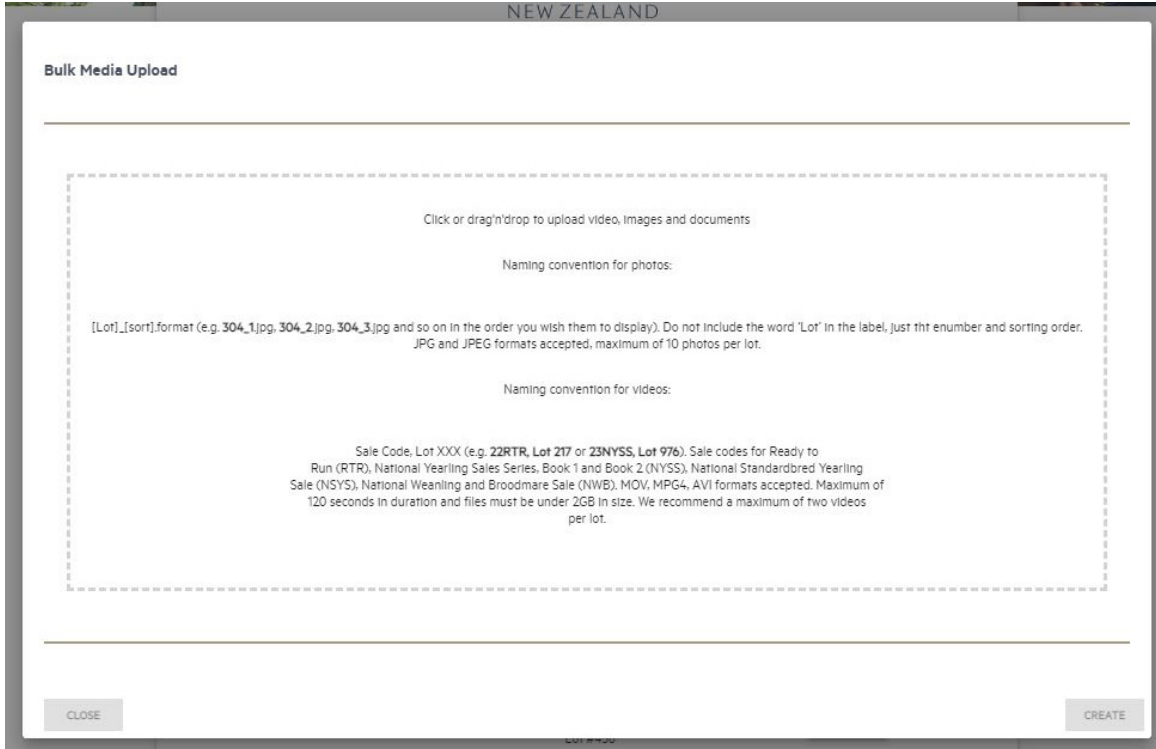 NEW ZEALAND
Bulk Media Upload
Click or drag'n'drop to upload video, images and documents
Naming convention for photos:
[Lot]_[sort].format (e.g. 304_1.jpg, 304_2.jpg, 304_3.jpg and so on in the order you wish them to display). Do not include the word 'Lot' in the label, just tht enumber and sorting order.
JPG and JPEG formats accepted, maximum of 10 photos per lot.
Naming convention for videos:
Sale Code, Lot XXX (e.g. 22RTR, Lot 217 or 23NYSS, Lot 976). Sale codes for Ready to
Run (RTR), National Yearling Sales Series, Book 1 and Book 2 (NYSS), National Standardbred Yearling
Sale (NSYS), National Weanling and Broodmare Sale (NWB). MOV, MPG4, AVI formats accepted. Maximum of
120 seconds in duration and files must be under 2GB in size. We recommend a maximum of two videos
per lot.
CLOSE
CREATE